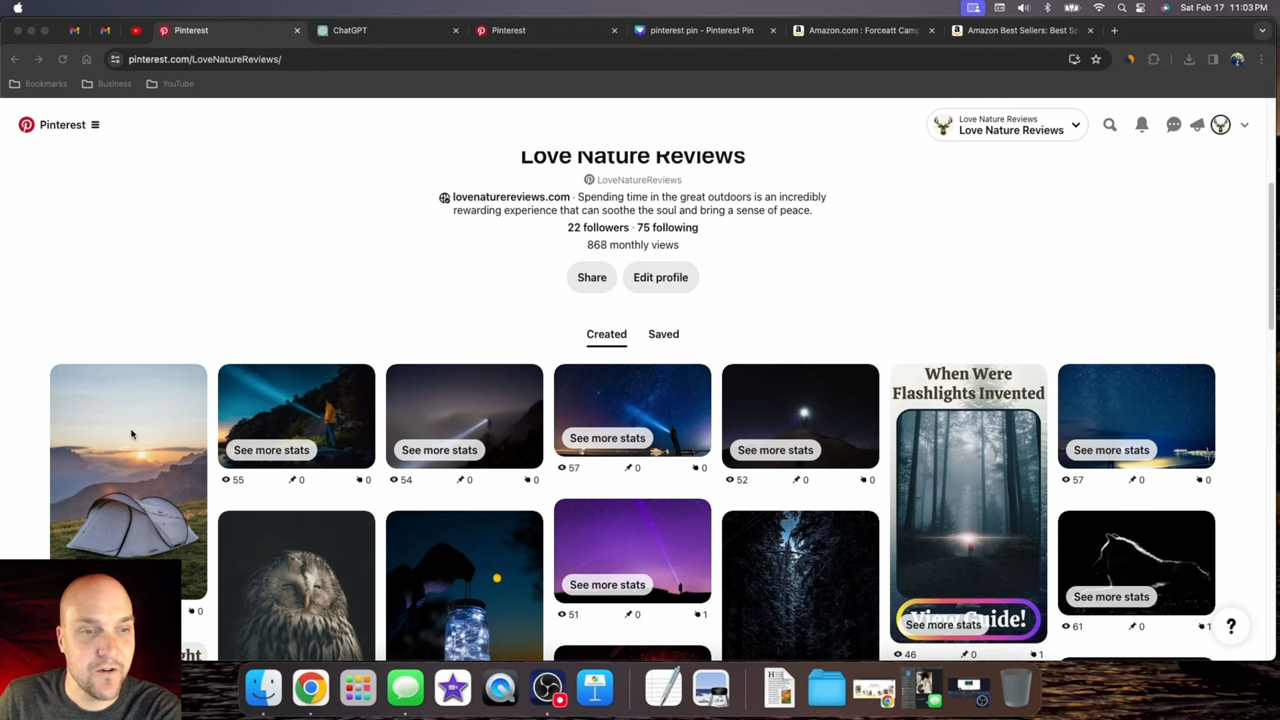 Sat Feb 17 11:03 PM
Pinterest
ChatGPT
Pinterest
pinterest pin - Pinterest Pin
Amazon.com : Forceatt Camp
Amazon Best Sellers: Best Sp
pinterest.com/LoveNatureReviews/
Bookmarks
Business
YouTube
Pinterest
Love Nature Reviews
Love Nature Reviews
Love Nature Reviews
LoveNatureReviews
lovenaturereviews.com · Spending time in the great outdoors is an incredibly
rewarding experience that can soothe the soul and bring a sense of peace.
22 followers · 75 following
868 monthly views
Share
Edit profile
Created
Saved
When Were
Flashlights Invented
See more stats
See more stats
See more stats
See more stats
See more stats
57 0 0
55 0 0
54 0 0
52 0 0
57 0 0
See more stats
See more stats
See more stats
Guide!
0
51 0 1
61 0 1
?
46 0 1
ht